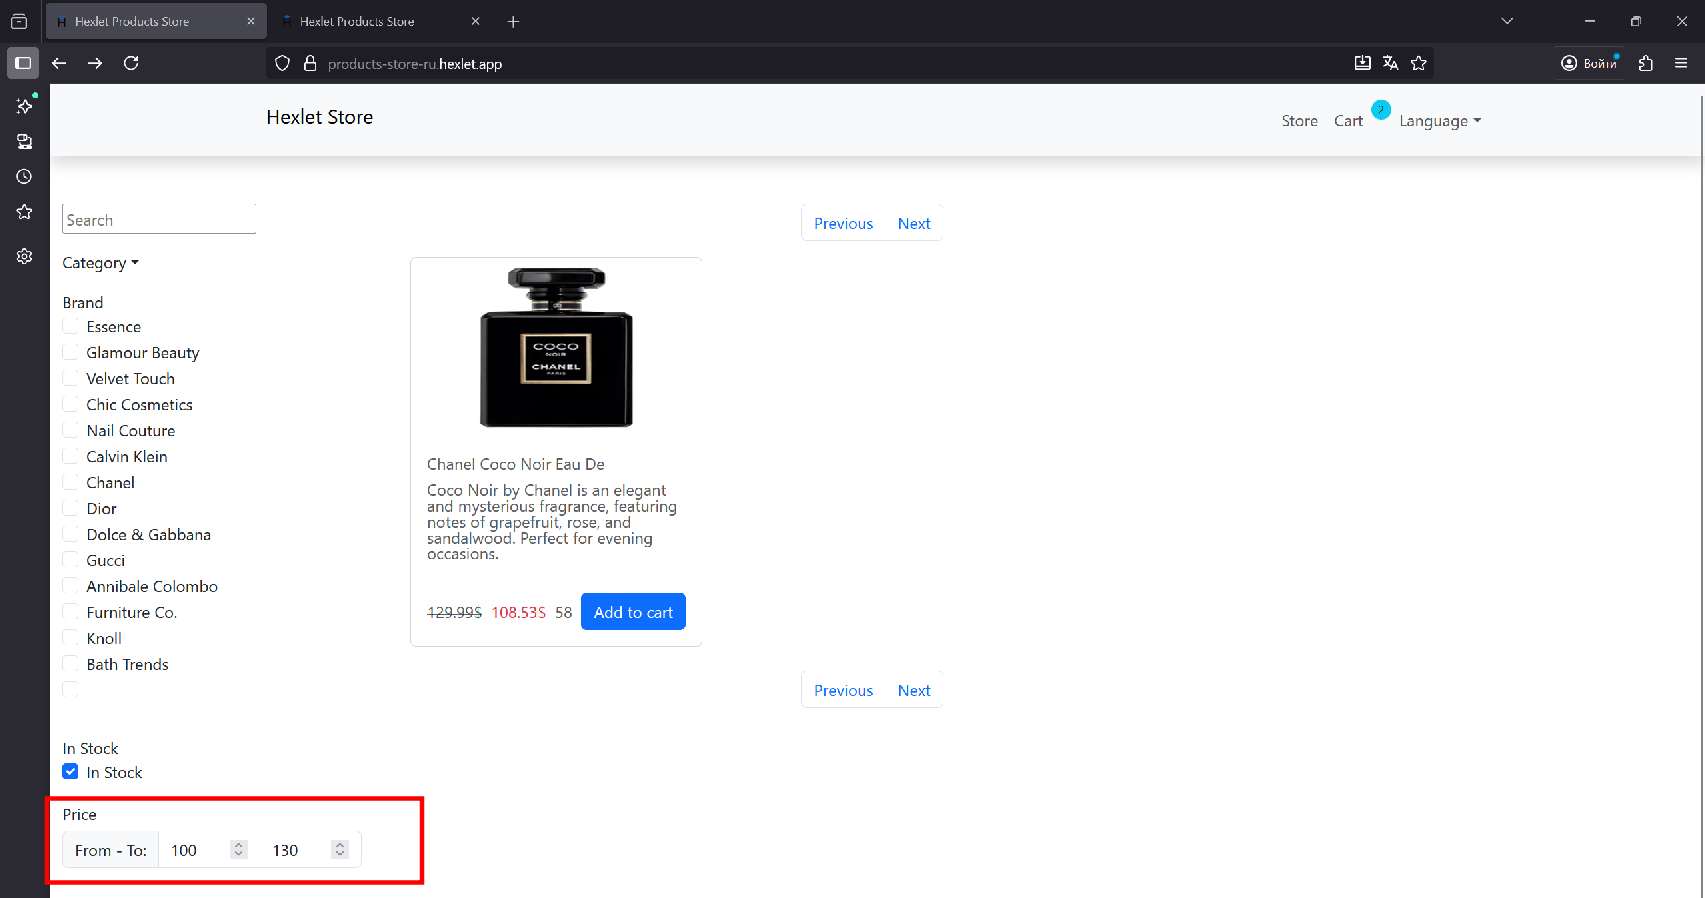 Hexlet Products Store
Hexlet Products Store
products-store-ru.hexlet.app
Войти
Hexlet Store
Store
Cart
2
Language
Search
Previous
Next
Category
Brand
Essence
Glamour Beauty
Velvet Touch
Chic Cosmetics
Nail Couture
Calvin Klein
Chanel
Dior
Dolce & Gabbana
Gucci
Annibale Colombo
Furniture Co.
Knoll
Bath Trends
In Stock
In Stock
Price
From - To:
100
130
COCO
NOIR
CHANEL
PARIS
Chanel Coco Noir Eau De
Coco Noir by Chanel is an elegant
and mysterious fragrance, featuring
notes of grapefruit, rose, and
sandalwood. Perfect for evening
occasions.
129.99$ 108.53$ 58
Add to cart
Previous
Next